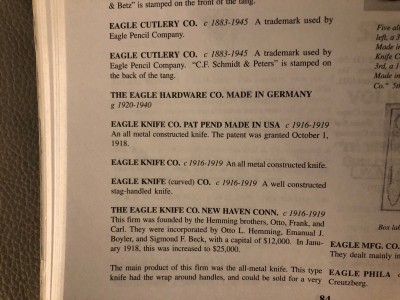 & Betz" is stamped on the front of the tang.
EAGLE CUTLERY CO. c 1883-1945 A trademark used by
Eagle Pencil Company.
EAGLE CUTLERY CO. c 1883-1945 A trademark used by
Eagle Pencil Company. "C.F. Schmidt & Peters" is stamped on
the back of the tang.
THE EAGLE HARDWARE CO. MADE IN GERMANY
g 1920-1940
EAGLE KNIFE CO. PAT PEND MADE IN USA c 1916-1919
An all metal constructed knife. The patent was granted October 1,
1918.
EAGLE KNIFE CO. c 1916-1919 An all metal constructed knife.
EAGLE KNIFE (curved) CO. c 1916-1919 A well constructed
stag-handled knife.
THE EAGLE KNIFE CO. NEW HAVEN CONN. c 1916-1919
This firm was founded by the Hemming brothers, Otto, Frank, and
Carl. They were incorporated by Otto L. Hemming, Emanual J.
Boyler, and Sigmond F. Beck, with a capital of $12,000. In Janu-
ary 1918, this was increased to $25,000.
The main product of this firm was the all-metal knife. This type
knife had the wrap around handles, and could be sold for a very
84
Five all
left, a 3
Made in
Knife C
3rd, a 1
Made in
Co."
Box lab
EAGLE MFG. CO.
They dealt mainly in
EAGLE PHILA
Creutzberg.